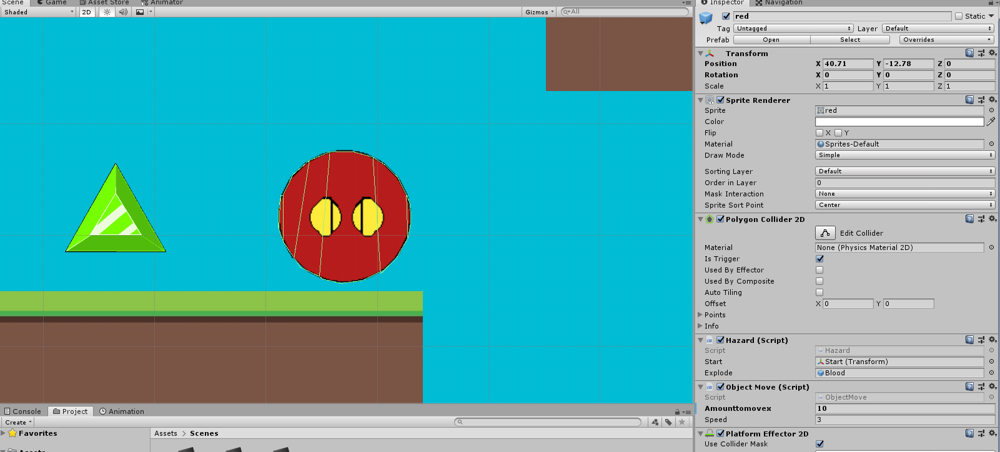 Scene Game Asset Store Animator
Shaded 2D Gizmos All
Console Project Animation
Create
Favorites
Assets
Assets > Scenes
Inspector Navigation
red Static
Tag Untagged Layer Default
Prefab Open Select Overrides
Transform
Position X 40.71 Y -12.78 Z 0
Rotation X 0 Y 0 Z 0
Scale X 1 Y 1 Z 1
Sprite Renderer
Sprite red
Color
Flip X Y
Material Sprites-Default
Draw Mode Simple
Sorting Layer Default
Order in Layer 0
Mask Interaction None
Sprite Sort Point Center
Polygon Collider 2D
Edit Collider
Material None (Physics Material 2D)
Is Trigger
Used By Effector
Used By Composite
Auto Tiling
Offset X 0 Y 0
Points
Info
Hazard (Script)
Script Hazard
Start Start (Transform)
Explode Blood
Object Move (Script)
Script ObjectMove
Amounttomovex 10
Speed 3
Platform Effector 2D
Use Collider Mask